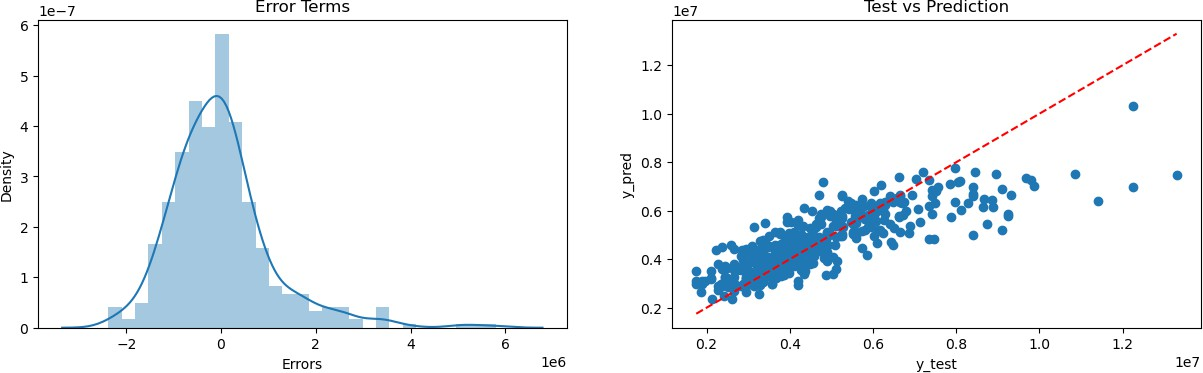 Error Terms
1e−7
6
5
4
3
2
1
0
Density
−2
0
2
4
6
1e6
Errors
Test vs Prediction
1e7
1.2
1.0
0.8
0.6
0.4
0.2
y_pred
0.2
0.4
0.6
0.8
1.0
1.2
1e7
y_test